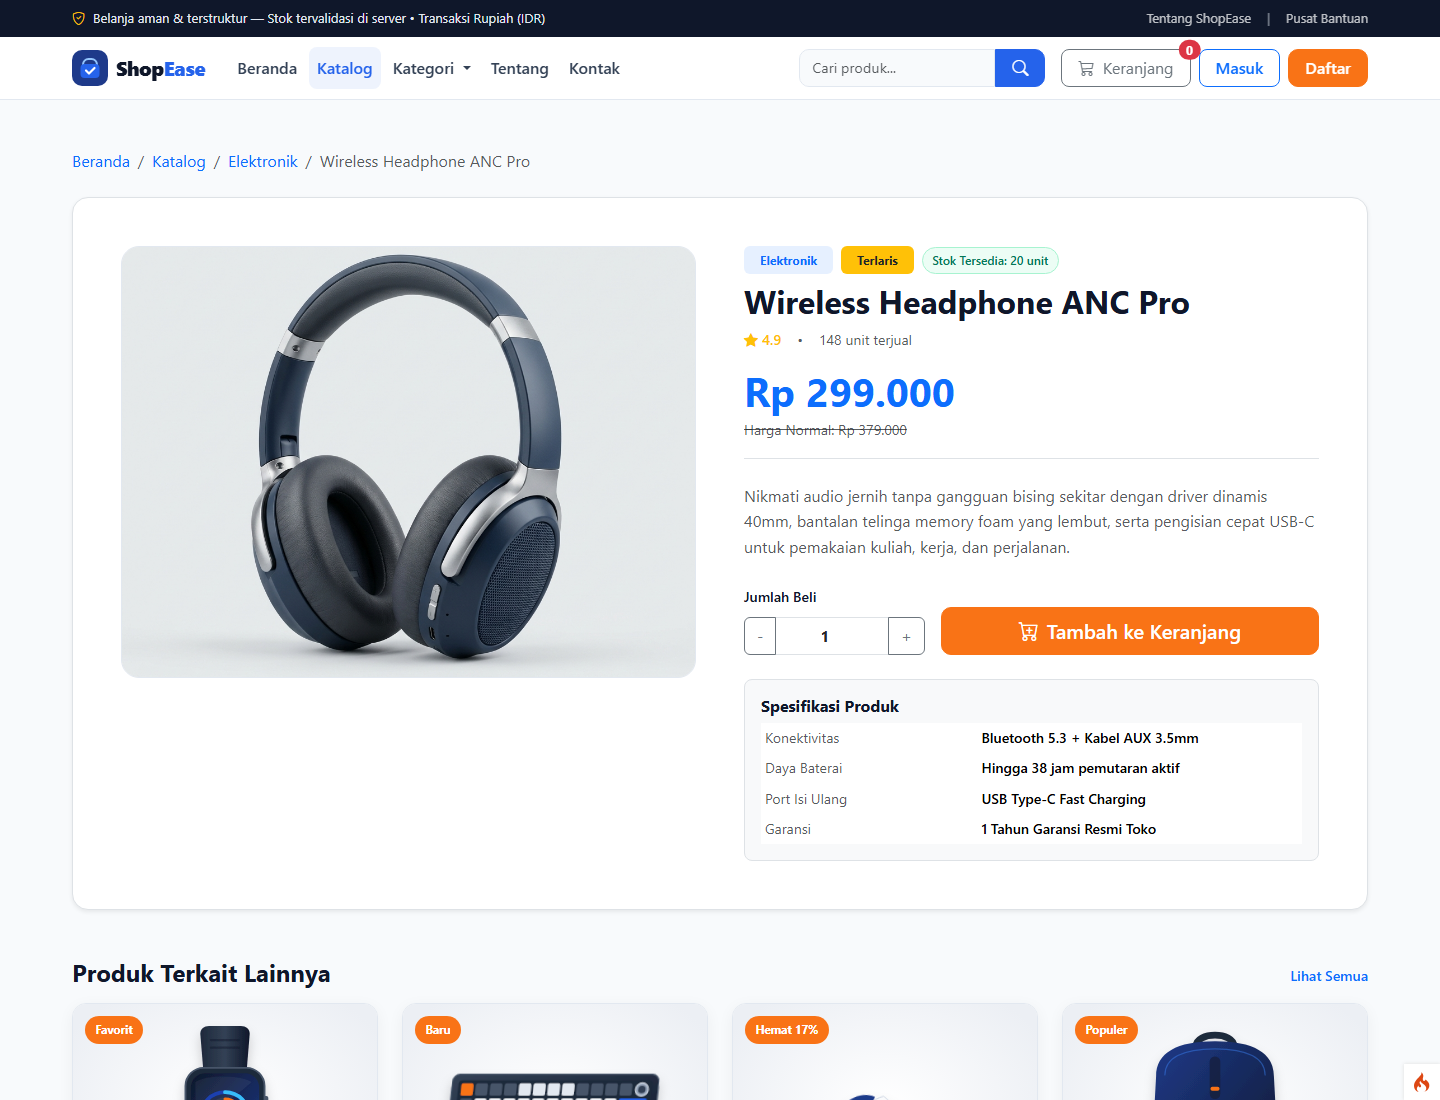 Belanja aman & terstruktur — Stok tervalidasi di server • Transaksi Rupiah (IDR)
Tentang ShopEase | Pusat Bantuan
ShopEase
Beranda
Katalog
Kategori
Tentang
Kontak
Cari produk...
Keranjang
0
Masuk
Daftar
Beranda / Katalog / Elektronik / Wireless Headphone ANC Pro
Elektronik
Terlaris
Stok Tersedia: 20 unit
Wireless Headphone ANC Pro
4.9 • 148 unit terjual
Rp 299.000
Harga Normal: Rp 379.000
Nikmati audio jernih tanpa gangguan bising sekitar dengan driver dinamis
40mm, bantalan telinga memory foam yang lembut, serta pengisian cepat USB-C
untuk pemakaian kuliah, kerja, dan perjalanan.
Jumlah Beli
- 1 +
Tambah ke Keranjang
Spesifikasi Produk
Konektivitas Bluetooth 5.3 + Kabel AUX 3.5mm
Daya Baterai Hingga 38 jam pemutaran aktif
Port Isi Ulang USB Type-C Fast Charging
Garansi 1 Tahun Garansi Resmi Toko
Produk Terkait Lainnya
Lihat Semua
Favorit
Baru
Hemat 17%
Populer